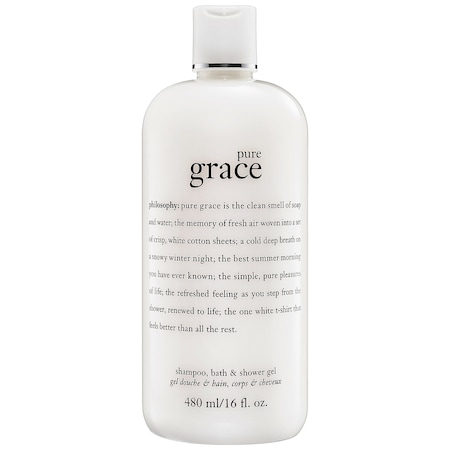 pure
grace
philosophy: pure grace is the clean smell of soap
and water; the memory of fresh air woven into a set
of crisp, white cotton sheets; a cold deep breath on
a snowy winter night; the best summer morning
you have ever known; the simple, pure pleasures
of life; the refreshed feeling as you step from the
shower, renewed to life; the one white t-shirt that
feels better than all the rest.
shampoo, bath & shower gel
gel douche & bain, corps & cheveux
480 ml/16 fl. oz.